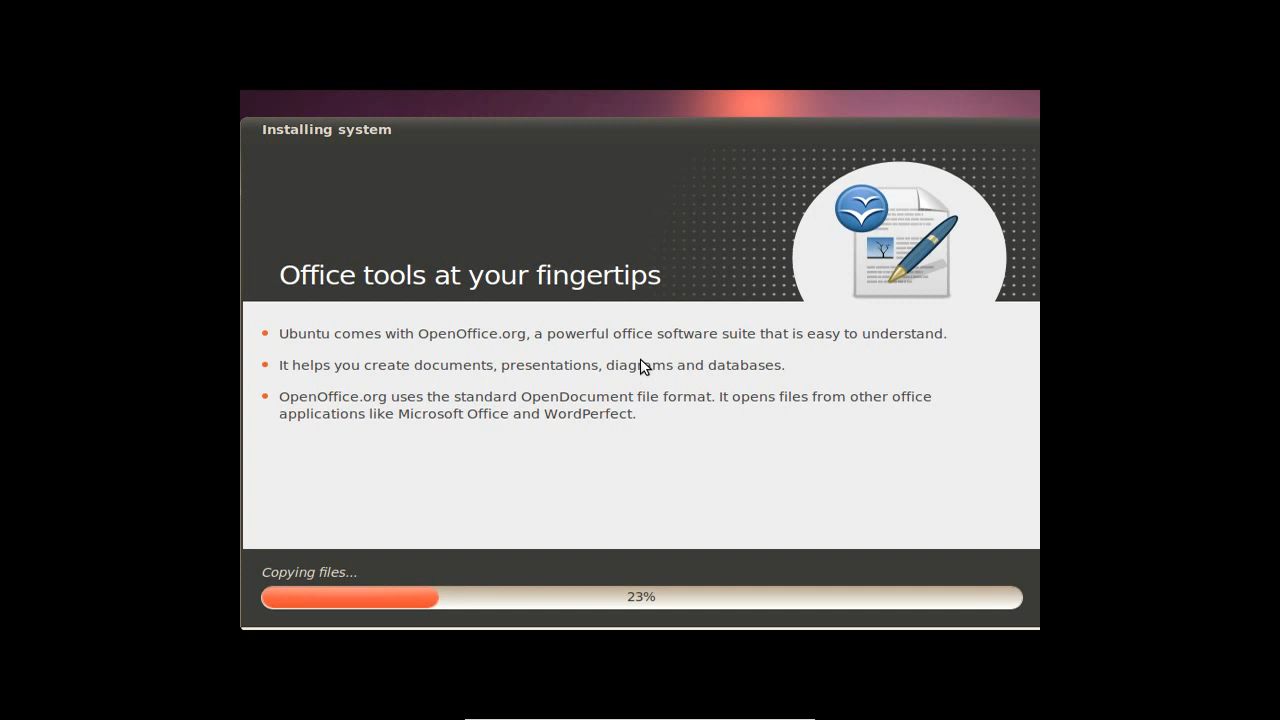 Installing system
Office tools at your fingertips
Ubuntu comes with OpenOffice.org, a powerful office software suite that is easy to understand.
It helps you create documents, presentations, diagrams and databases.
OpenOffice.org uses the standard OpenDocument file format. It opens files from other office
applications like Microsoft Office and WordPerfect.
Copying files...
23%